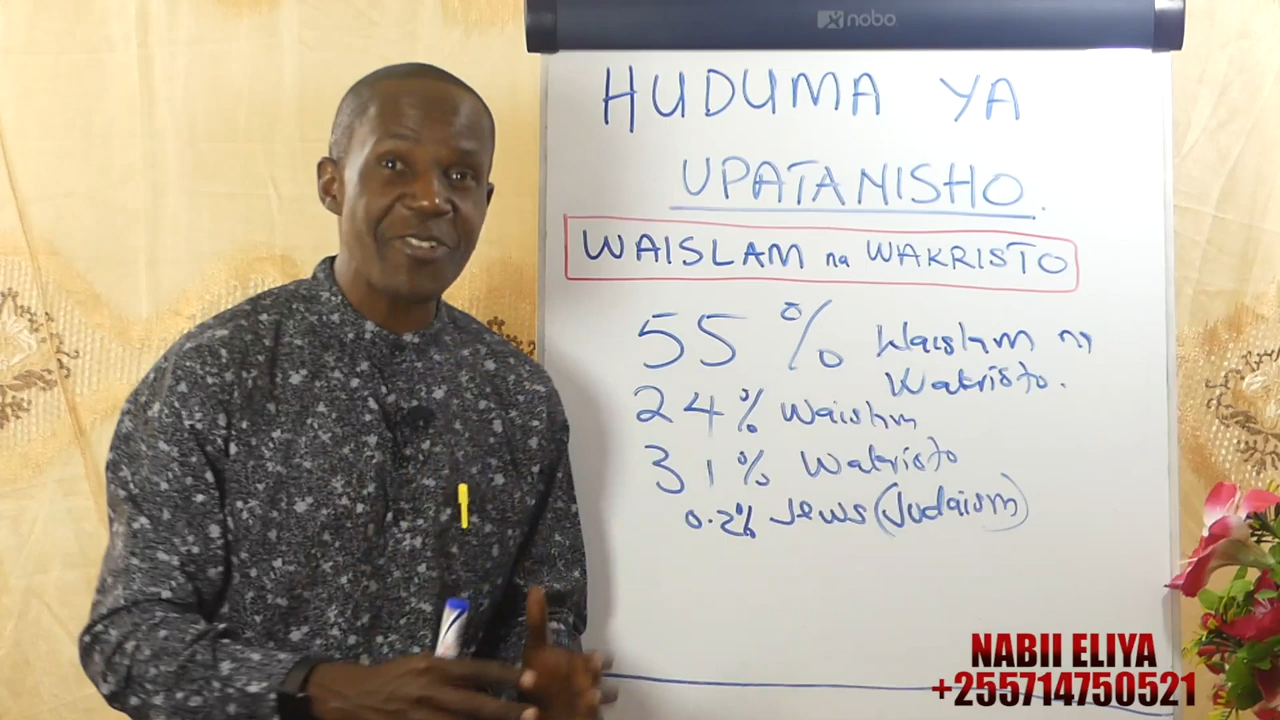 nobo
HUDUMA YA
UPATANISHO.
WAISLAM na WAKRISTO
55% Waislam na
Wakristo.
24% Waislm
31% Wakristo
0.2% Jews (Judaism)
NABII ELIYA
+255714750521